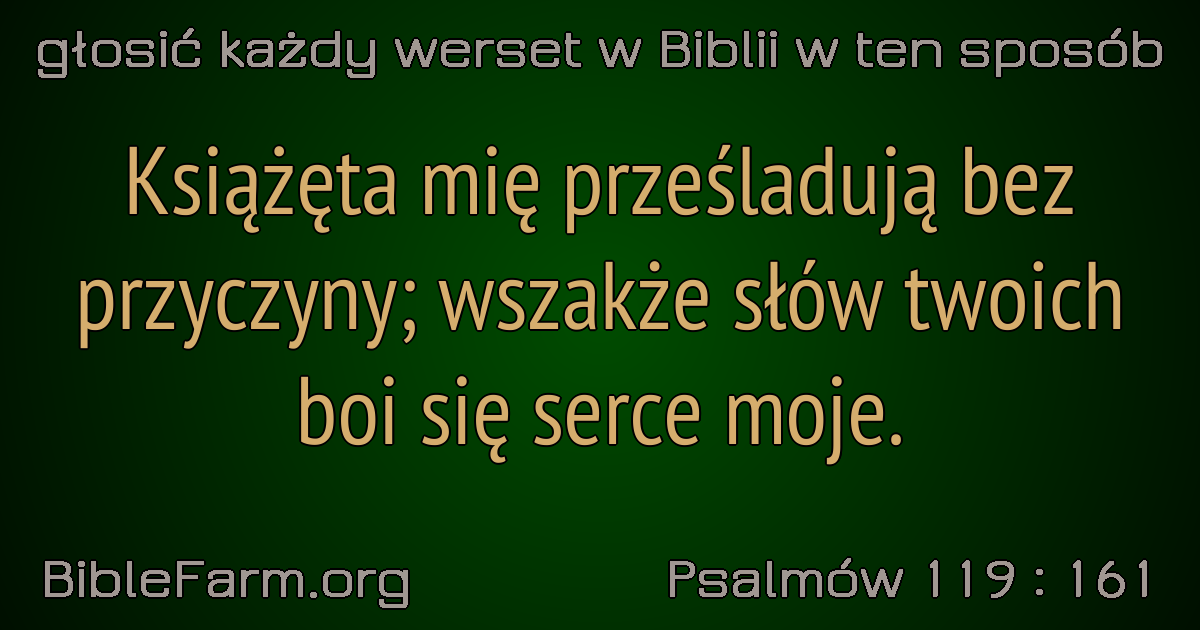 głosić każdy werset w Biblii w ten sposób
Książęta mię prześladują bez
przyczyny; wszakże słów twoich
boi się serce moje.
BibleFarm.org
Psalmów 119 : 161